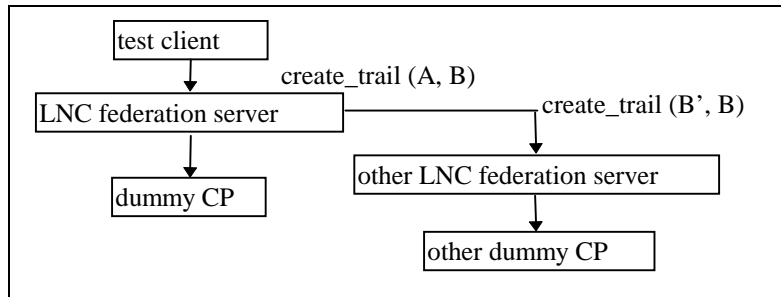 test client
create_trail (A, B)
LNC federation server
create_trail (B’, B)
dummy CP
other LNC federation server
other dummy CP